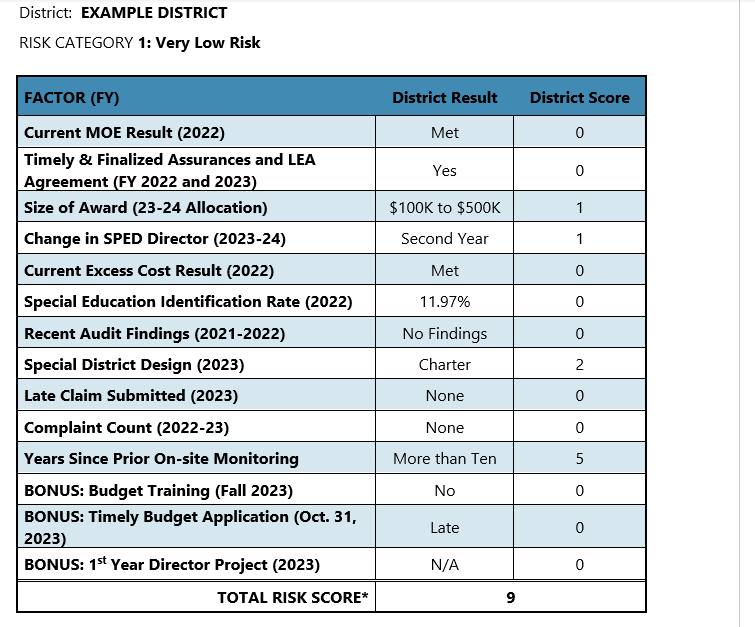 District: EXAMPLE DISTRICT
RISK CATEGORY 1: Very Low Risk
FACTOR (FY) District Result District Score
Current MOE Result (2022) Met 0
Timely & Finalized Assurances and LEA
Agreement (FY 2022 and 2023) Yes 0
Size of Award (23-24 Allocation) $100K to $500K 1
Change in SPED Director (2023-24) Second Year 1
Current Excess Cost Result (2022) Met 0
Special Education Identification Rate (2022) 11.97% 0
Recent Audit Findings (2021-2022) No Findings 0
Special District Design (2023) Charter 2
Late Claim Submitted (2023) None 0
Complaint Count (2022-23) None 0
Years Since Prior On-site Monitoring More than Ten 5
BONUS: Budget Training (Fall 2023) No 0
BONUS: Timely Budget Application (Oct. 31,
2023) Late 0
BONUS: 1st Year Director Project (2023) N/A 0
TOTAL RISK SCORE* 9